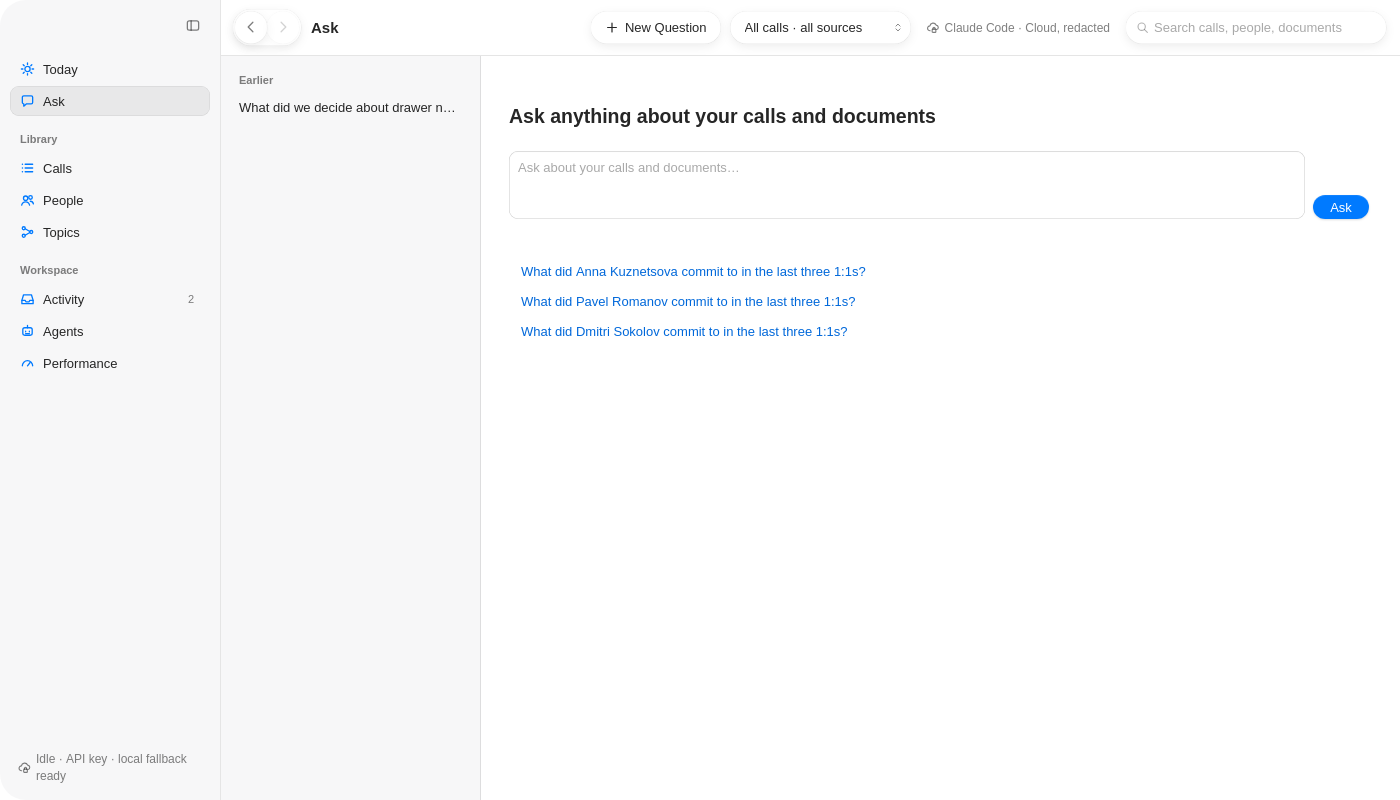 Today
Ask
Library
Calls
People
Topics
Workspace
Activity
2
Agents
Performance
Idle · API key · local fallback
ready
Ask
New Question
All calls · all sources
Claude Code · Cloud, redacted
Search calls, people, documents
Earlier
What did we decide about drawer n…
Ask anything about your calls and documents
Ask about your calls and documents…
Ask
What did Anna Kuznetsova commit to in the last three 1:1s?
What did Pavel Romanov commit to in the last three 1:1s?
What did Dmitri Sokolov commit to in the last three 1:1s?